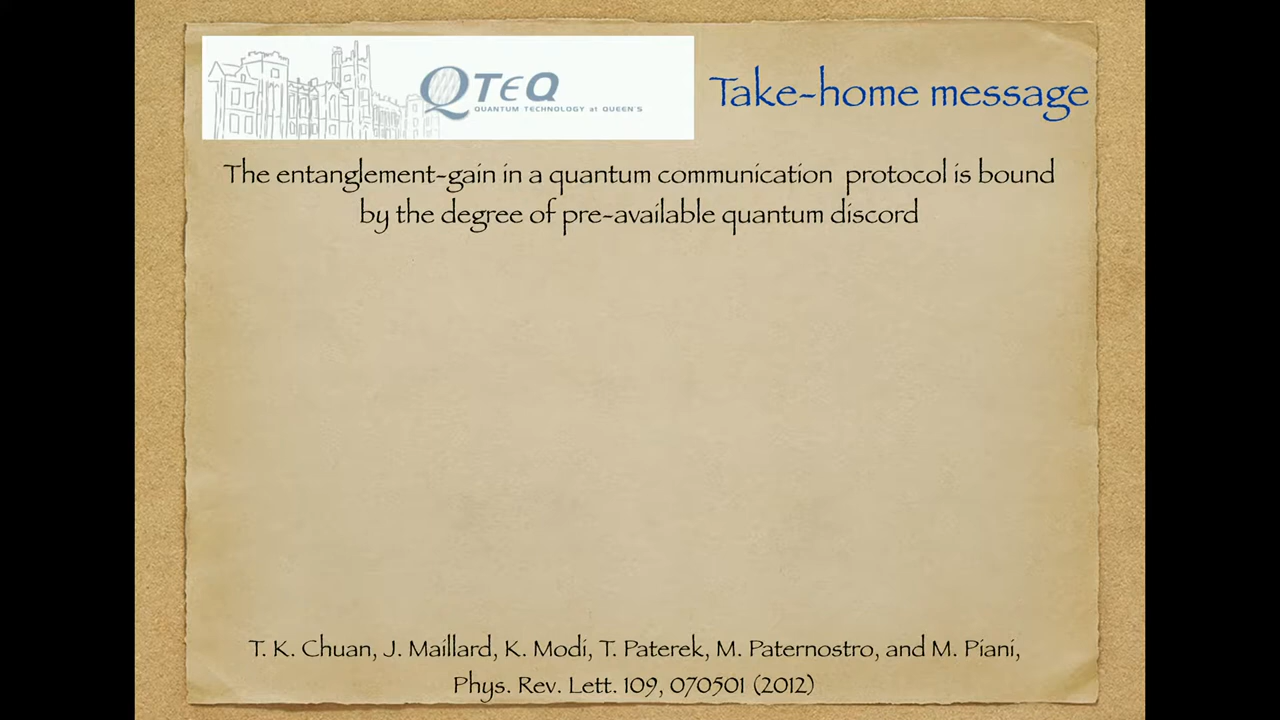 QTEQ
QUANTUM TECHNOLOGY at QUEEN'S
Take-home message
The entanglement-gain in a quantum communication protocol is bound
by the degree of pre-available quantum discord
T. K. Chuan, J. Maillard, K. Modi, T. Paterek, M. Paternostro, and M. Piani,
Phys. Rev. Lett. 109, 070501 (2012)